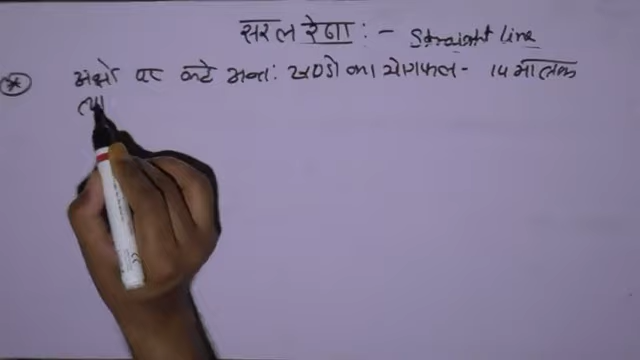 सरल रेखा :- Straight line
अक्षो पर कटे अन्त: खण्डो का योगफल - 14 मात्रक